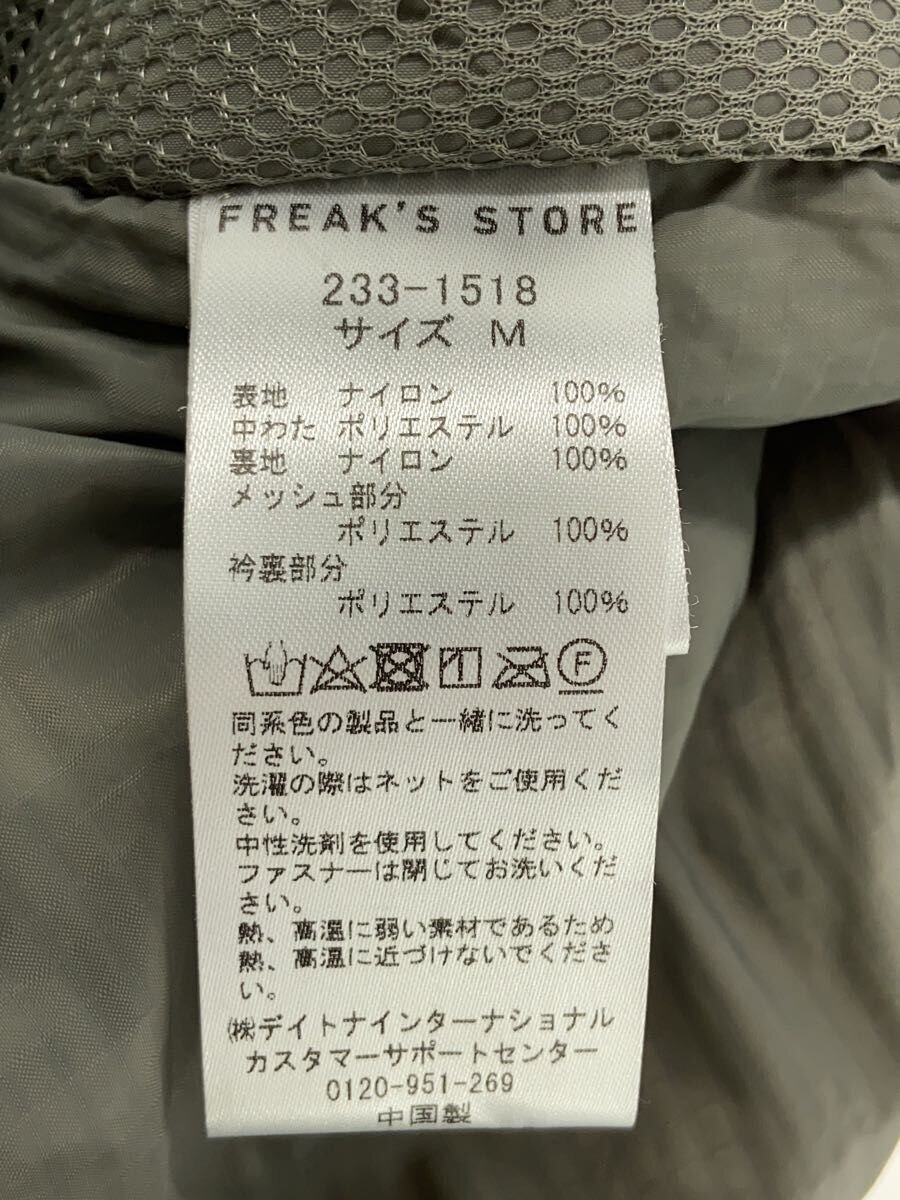 FREAK'S STORE
233-1518
サイズ M
表地 ナイロン 100%
中わた ポリエステル 100%
裏地 ナイロン 100%
メッシュ部分
ポリエステル 100%
衿裏部分
ポリエステル 100%
F
同系色の製品と一緒に洗ってく
ださい。
洗濯の際はネットをご使用くだ
さい。
中性洗剤を使用してください。
ファスナーは閉じてお洗いくだ
さい。
熱、高温に弱い素材であるため
熱、高温に近づけないでくださ
い。
㈱デイトナインターナショナル
カスタマーサポートセンター
0120-951-269
中国製